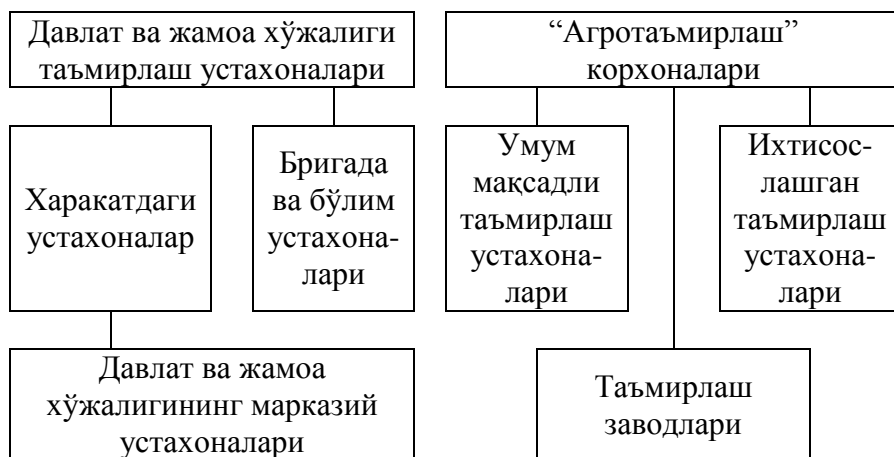 Давлат ва жамоа хўжалиги
таъмирлаш устахоналари
“Агротаъмирлаш”
корхоналари
Харакатдаги
устахоналар
Бригада
ва бўлим
устахона-
лари
Умум
мақсадли
таъмирлаш
устахона-
лари
Ихтисос-
лашган
таъмирлаш
устахона-
лари
Давлат ва жамоа
хўжалигининг марказий
устахоналари
Таъмирлаш
заводлари